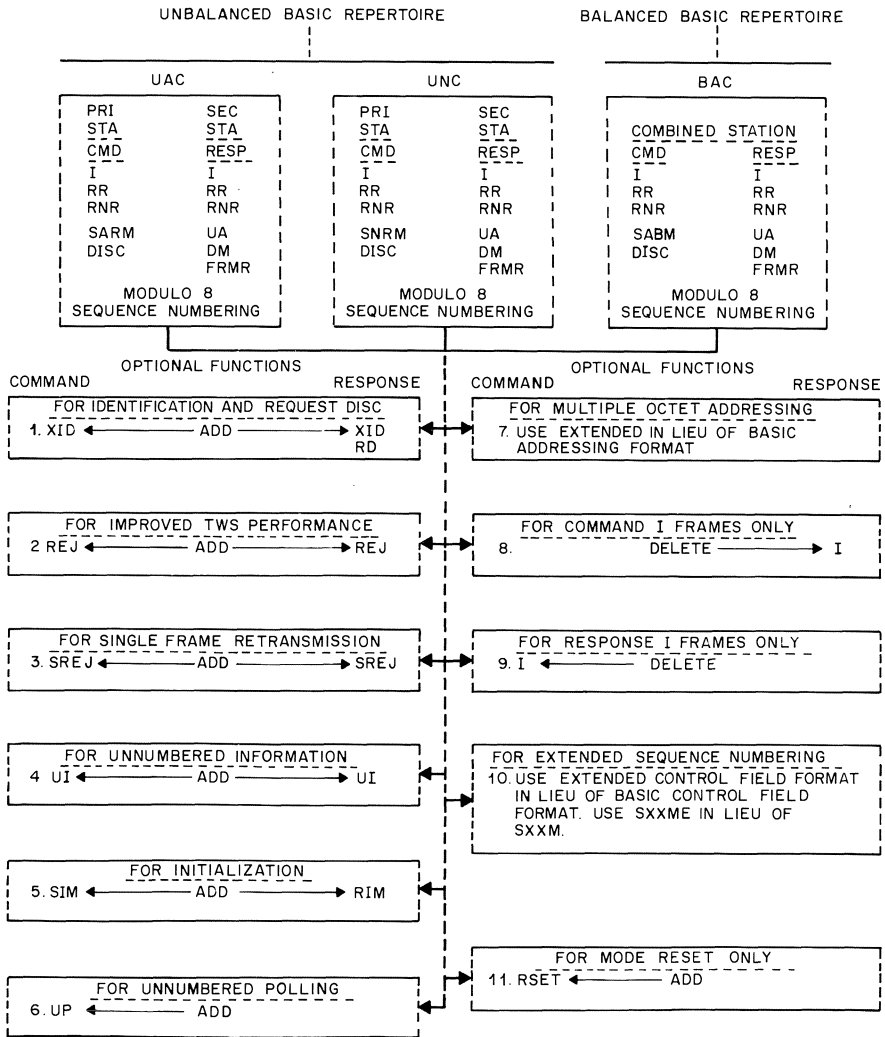 UNBALANCED BASIC REPERTOIRE
BALANCED BASIC REPERTOIRE
UAC
PRI SEC
STA STA
CMD RESP
I I
RR RR
RNR RNR
SARM UA
DISC DM
FRMR
MODULO 8
SEQUENCE NUMBERING
UNC
PRI SEC
STA STA
CMD RESP
I I
RR RR
RNR RNR
SNRM UA
DISC DM
FRMR
MODULO 8
SEQUENCE NUMBERING
BAC
COMBINED STATION
CMD RESP
I I
RR RR
RNR RNR
SABM UA
DISC DM
FRMR
MODULO 8
SEQUENCE NUMBERING
OPTIONAL FUNCTIONS
COMMAND RESPONSE
FOR IDENTIFICATION AND REQUEST DISC
1. XID ADD XID
RD
FOR IMPROVED TWS PERFORMANCE
2 REJ ADD REJ
FOR SINGLE FRAME RETRANSMISSION
3. SREJ ADD SREJ
FOR UNNUMBERED INFORMATION
4 UI ADD UI
FOR INITIALIZATION
5. SIM ADD RIM
FOR UNNUMBERED POLLING
6. UP ADD
OPTIONAL FUNCTIONS
COMMAND RESPONSE
FOR MULTIPLE OCTET ADDRESSING
7. USE EXTENDED IN LIEU OF BASIC
ADDRESSING FORMAT
FOR COMMAND I FRAMES ONLY
8. DELETE I
FOR RESPONSE I FRAMES ONLY
9. I DELETE
FOR EXTENDED SEQUENCE NUMBERING
10. USE EXTENDED CONTROL FIELD FORMAT
IN LIEU OF BASIC CONTROL FIELD
FORMAT. USE SXXME IN LIEU OF
SXXM.
FOR MODE RESET ONLY
11. RSET ADD